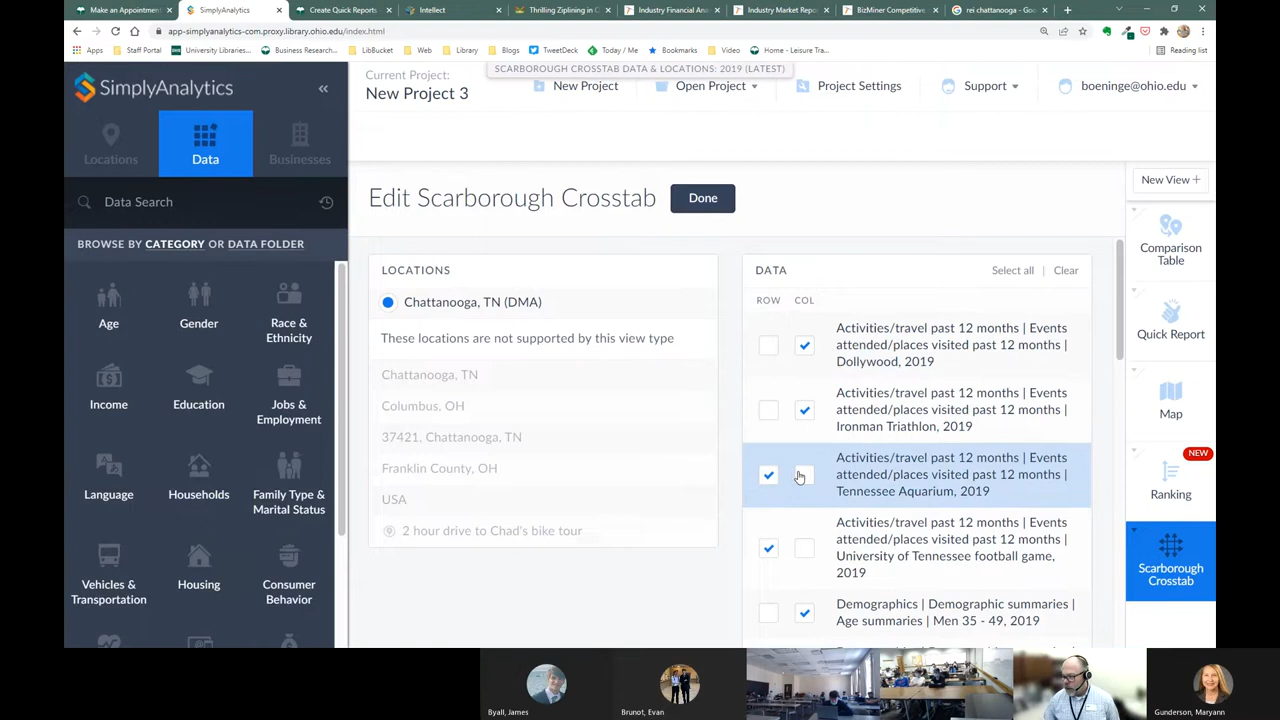 Make an Appointment
SimplyAnalytics
Create Quick Reports
Intellect
Thrilling Ziplining in C
Industry Financial An
Industry Market Repor
BizMiner Competitive
rei chattanooga - Goo
app-simplyanalytics-com.proxy.library.ohio.edu/index.html
Apps
Staff Portal
University Libraries...
Business Research...
LibBucket
Web
Library
Blogs
TweetDeck
Today / Me
Bookmarks
Video
Home - Leisure Tra...
Reading list
SCARBOROUGH CROSSTAB DATA & LOCATIONS: 2019 (LATEST)
SimplyAnalytics
Current Project:
New Project 3
New Project
Open Project
Project Settings
Support
boeninge@ohio.edu
Locations
Data
Businesses
Data Search
BROWSE BY CATEGORY OR DATA FOLDER
Age
Gender
Race &
Ethnicity
Income
Education
Jobs &
Employment
Language
Households
Family Type &
Marital Status
Vehicles &
Transportation
Housing
Consumer
Behavior
Edit Scarborough Crosstab
Done
LOCATIONS
Chattanooga, TN (DMA)
These locations are not supported by this view type
Chattanooga, TN
Columbus, OH
37421, Chattanooga, TN
Franklin County, OH
USA
2 hour drive to Chad's bike tour
DATA
Select all | Clear
ROW COL
Activities/travel past 12 months | Events
attended/places visited past 12 months |
Dollywood, 2019
Activities/travel past 12 months | Events
attended/places visited past 12 months |
Ironman Triathlon, 2019
Activities/travel past 12 months | Events
attended/places visited past 12 months |
Tennessee Aquarium, 2019
Activities/travel past 12 months | Events
attended/places visited past 12 months |
University of Tennessee football game,
2019
Demographics | Demographic summaries |
Age summaries | Men 35 - 49, 2019
New View +
Comparison
Table
Quick Report
Map
NEW
Ranking
Scarborough
Crosstab
Byall, James
Brunot, Evan
Gunderson, Maryann